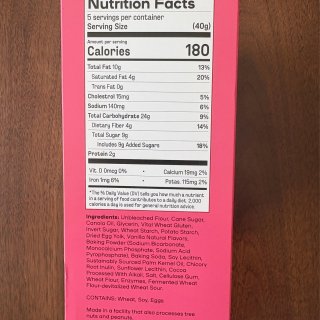 Nutrition Facts
5 servings per container
Serving Size (40g)
Amount per serving
Calories 180
% Daily Value*
Total Fat 10g 13%
Saturated Fat 4g 20%
Trans Fat 0g
Cholestrol 15mg 5%
Sodium 140mg 6%
Total Carbohydrate 24g 9%
Dietary Fiber 4g 14%
Total Sugar 9g
Includes 9g Added Sugars 18%
Protein 2g
Vit. D 0mcg 0% • Calcium 19mg 2%
Iron 1mg 6% • Potas. 115mg 2%
*The % Daily Value (DV) tells you how much a nutrient
in a serving of food contributes to a daily diet. 2,000
calories a day is used for general nutrition advice.
Ingredients: Unbleached Flour, Cane Sugar,
Canola Oil, Glycerin, Vital Wheat Gluten,
Invert Sugar, Wheat Starch, Potato Starch,
Dried Egg Yolk, Vanilla Natural Flavors,
Baking Powder (Sodium Bicarbonate,
Monocalcium Phosphate, Sodium Acid
Pyrophosphate), Baking Soda, Soy Lecithin,
Sustainably Sourced Palm Kernel Oil, Chicory
Root Inulin, Sunflower Lecithin, Cocoa
Processed With Alkali, Salt, Cellulose Gum,
Wheat Flour, Enzymes, Fermented Wheat
Flour-devitalized Wheat Sour.
CONTAINS: Wheat, Soy, Eggs.
Made in a facility that also processes tree
nuts and peanuts.